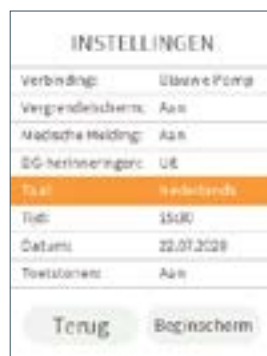 INSTELLINGEN
Verbinding: Blauwe Pomp
Vergrendelscherm: Aan
Medische Melding: Aan
BG-herinneringen: Uit
Taal: Nederlands
Tijd: 15:00
Datum: 22.07.2020
Toetstonen: Aan
Terug Beginscherm